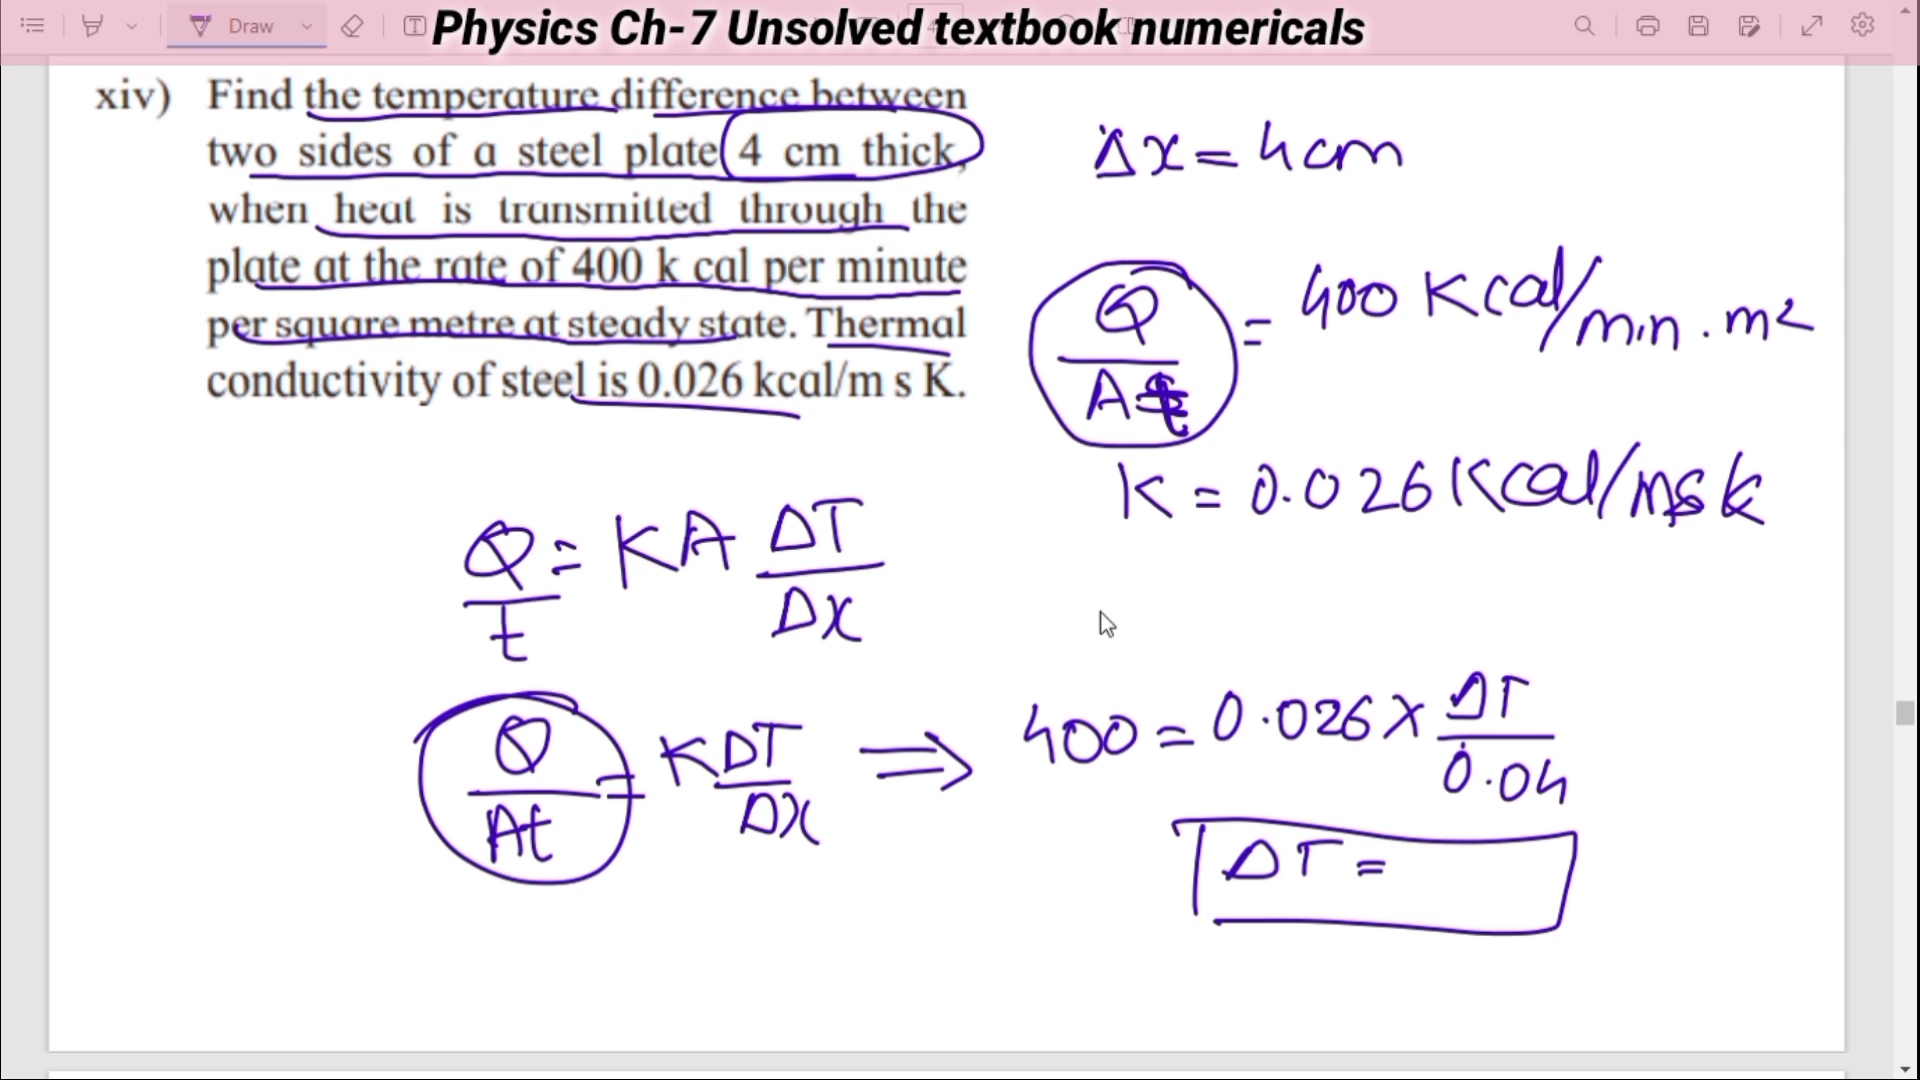 Draw
Physics Ch-7 Unsolved textbook numericals
xiv) Find the temperature difference between
two sides of a steel plate 4 cm thick,
when heat is transmitted through the
plate at the rate of 400 k cal per minute
per square metre at steady state. Thermal
conductivity of steel is 0.026 kcal/m s K.
Δx = 4cm
Q/At = 400 Kcal/min.m²
K = 0.026 Kcal/msk
Q/t = KA ΔT/Δx
Q/At = KΔT/Δx ⟹ 400 = 0.026 × ΔT/0.04
ΔT =